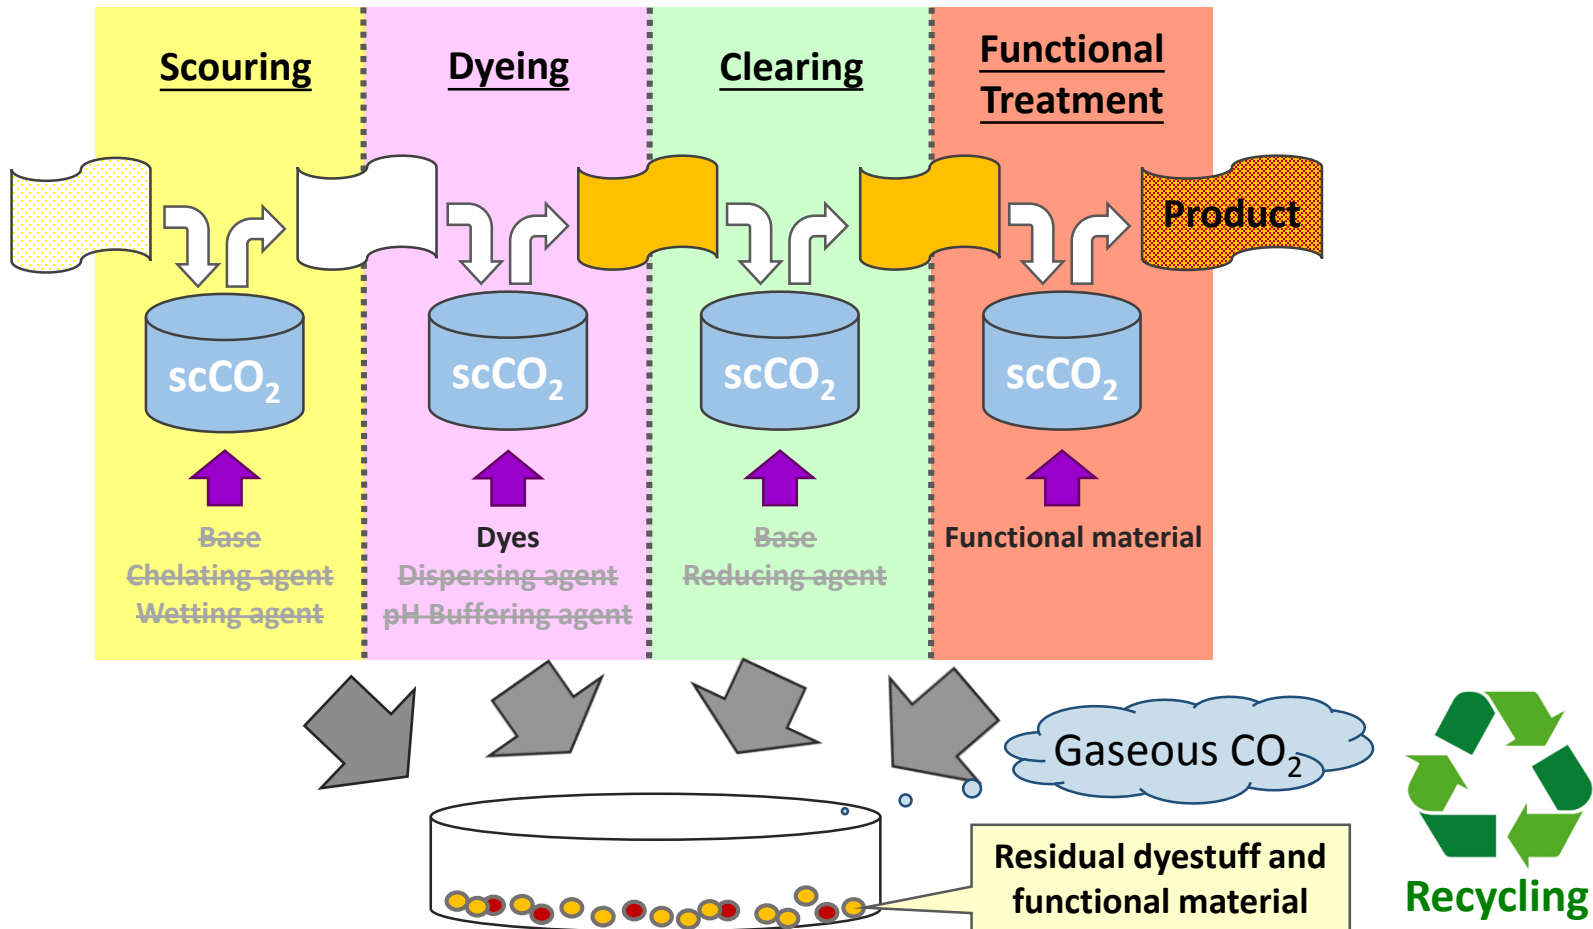 Scouring
Dyeing
Clearing
Functional
Treatment
Product
scCO₂
scCO₂
scCO₂
scCO₂
Base
Chelating agent
Wetting agent
Dyes
Dispersing agent
pH Buffering agent
Base
Reducing agent
Functional material
Gaseous CO₂
Residual dyestuff and
functional material
Recycling